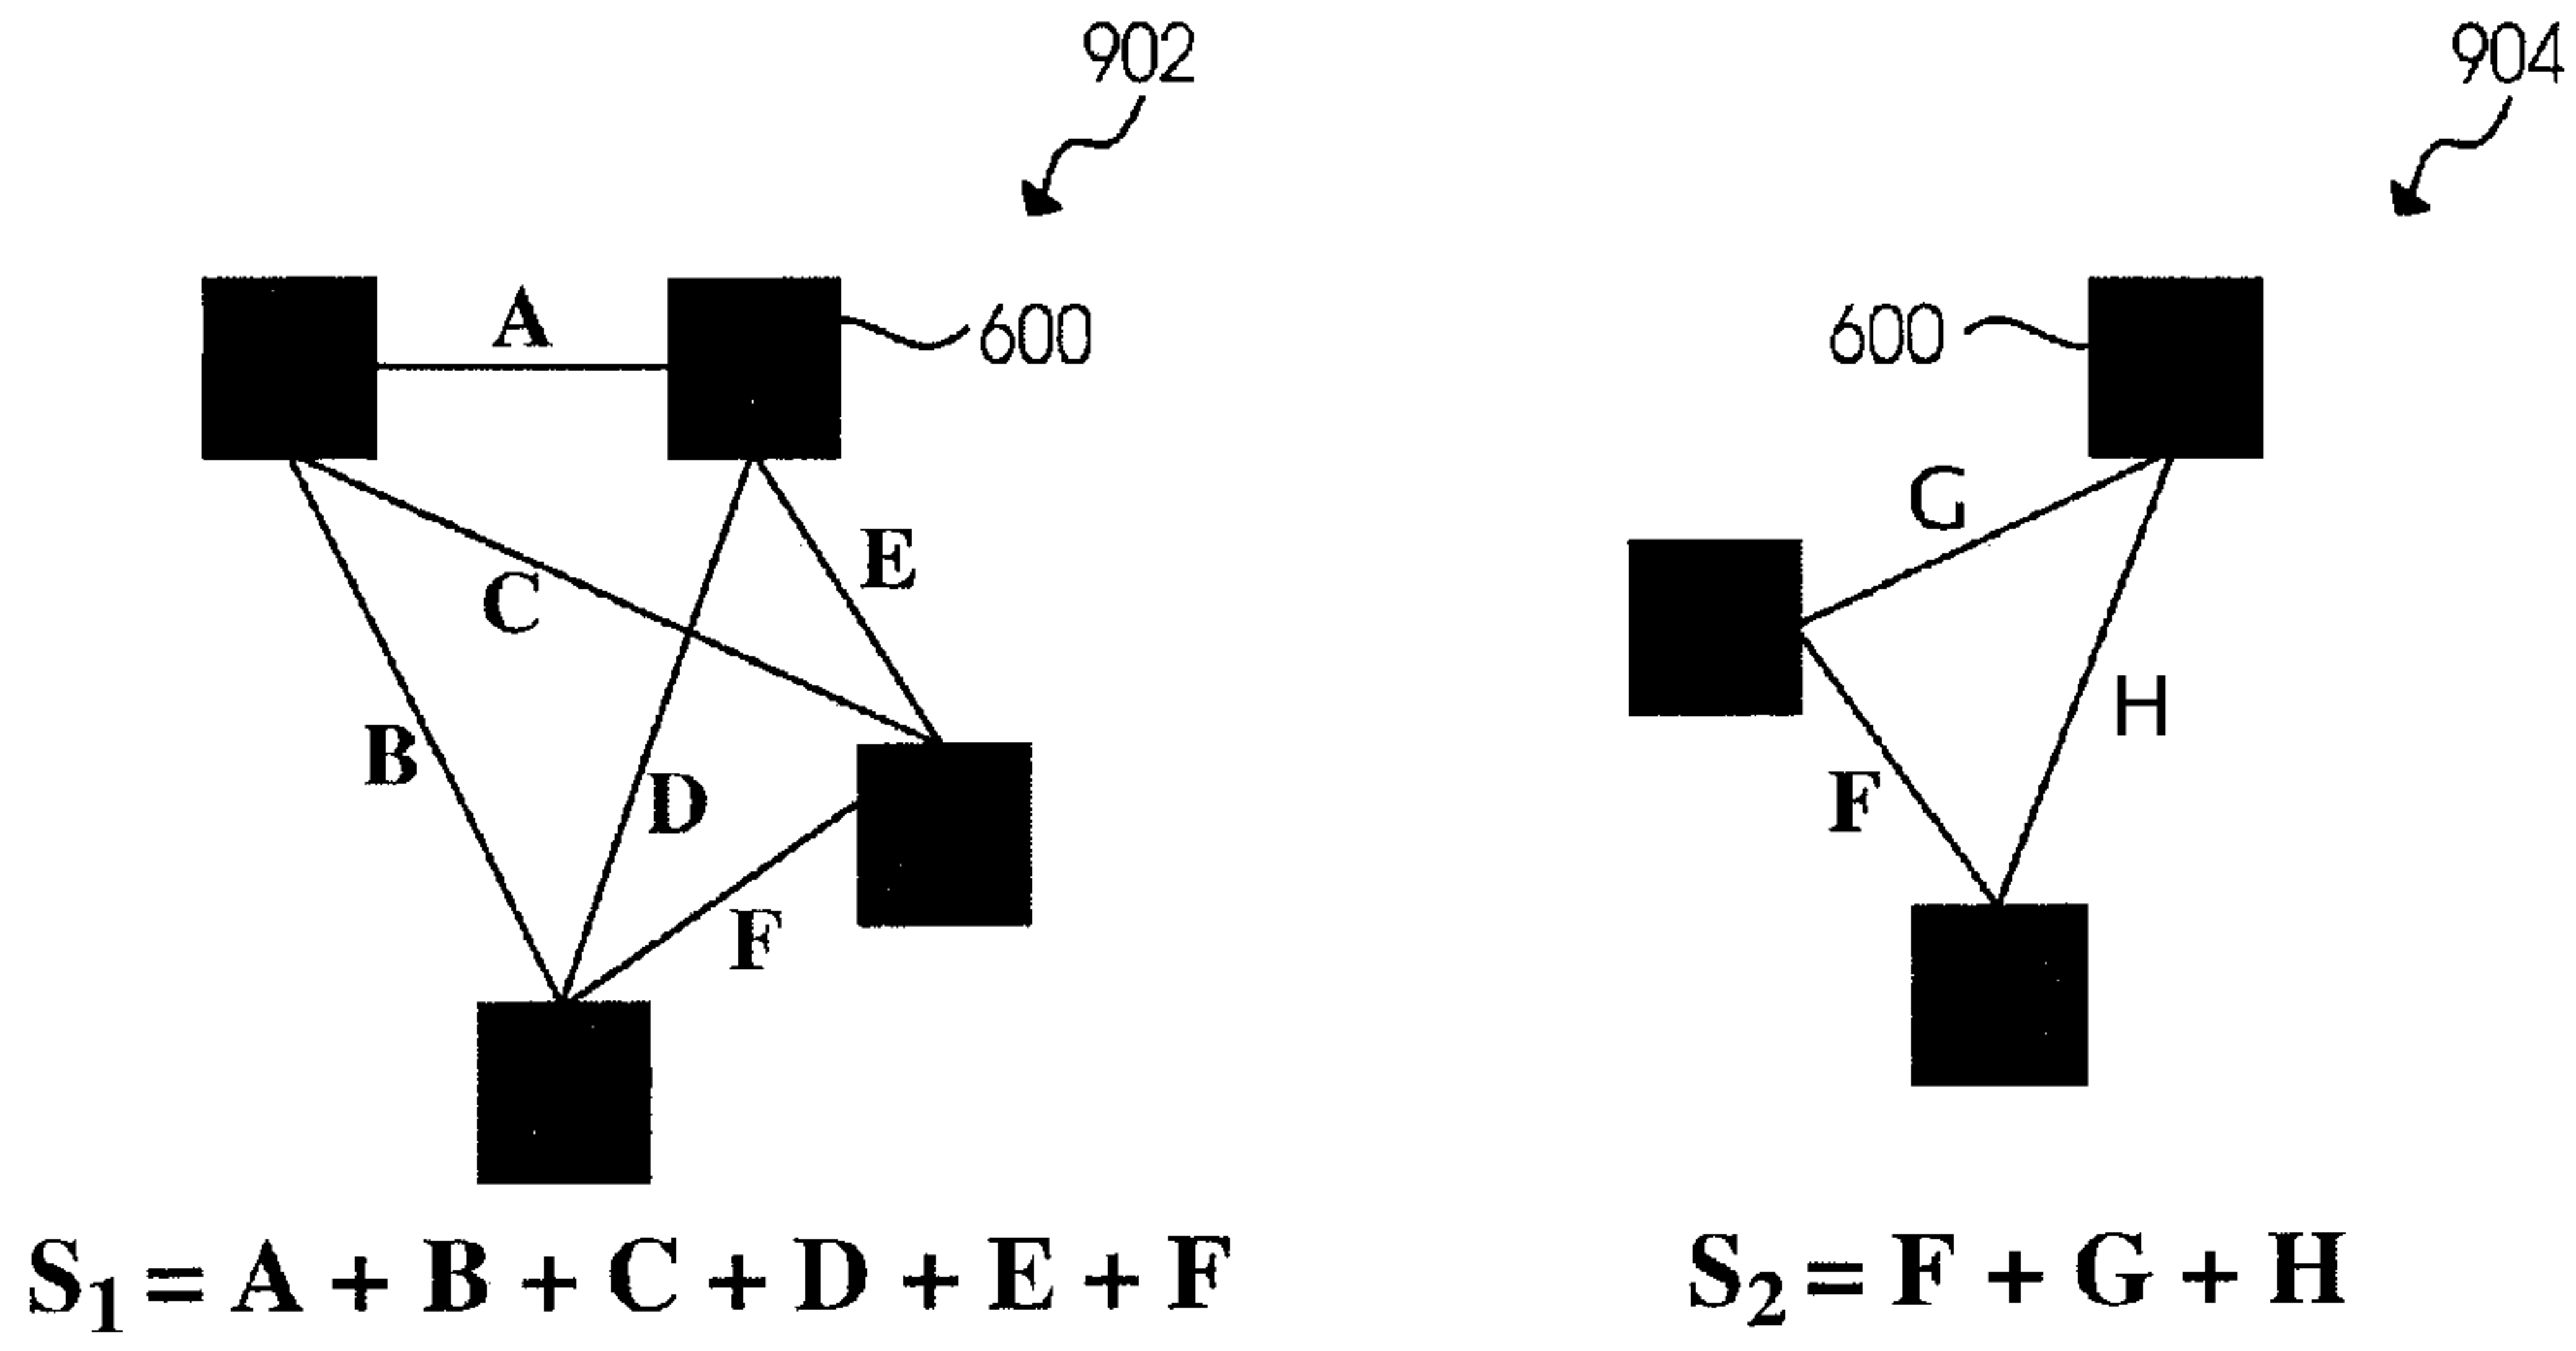 902
904
A
600
600
G
E
C
H
B
D
F
F
S1 = A + B + C + D + E + F
S2 = F + G + H